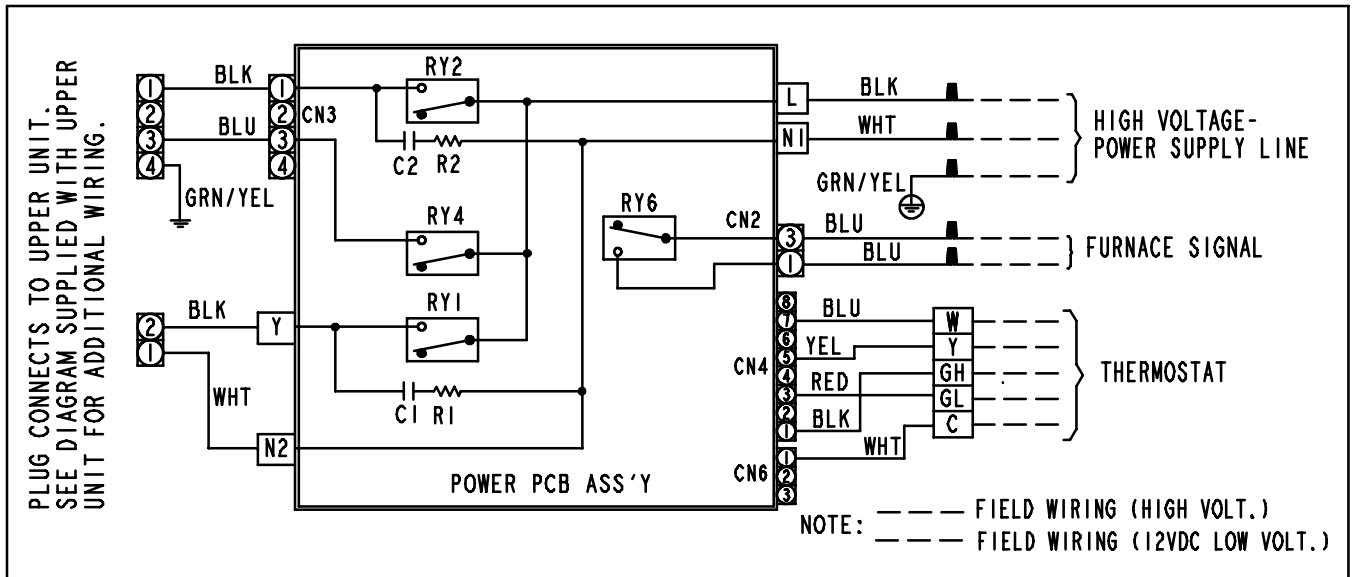 PLUG CONNECTS TO UPPER UNIT.
SEE DIAGRAM SUPPLIED WITH UPPER
UNIT FOR ADDITIONAL WIRING.
1
2
3
4
BLK
BLU
GRN/YEL
1
2
3
4
CN3
RY2
C2 R2
RY4
RY1
C1 R1
RY6
2
1
BLK
WHT
Y
N2
POWER PCB ASS'Y
L
N1
BLK
WHT
GRN/YEL
HIGH VOLTAGE-
POWER SUPPLY LINE
CN2
3
1
BLU
BLU
FURNACE SIGNAL
CN4
8
7
6
5
4
3
2
1
BLU
YEL
RED
BLK
WHT
W
Y
GH
GL
C
THERMOSTAT
CN6
1
2
3
NOTE: FIELD WIRING (HIGH VOLT.)
FIELD WIRING (12VDC LOW VOLT.)